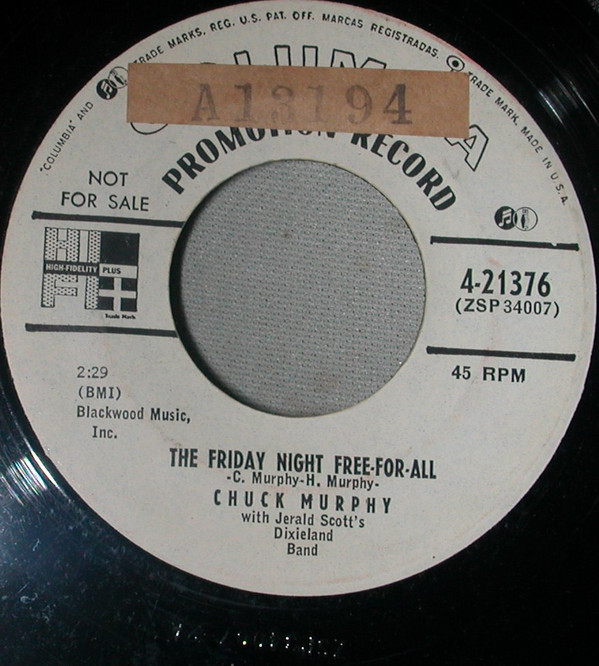 "COLUMBIA" AND TRADE MARKS, REG. U.S. PAT. OFF. MARCAS REGISTRADAS. TRADE MARK. MADE IN U.S.A.
A13194
PROMOTION RECORD
NOT
FOR SALE
HIGH-FIDELITY PLUS
Trade Mark
4-21376
(ZSP 34007)
45 RPM
2:29
(BMI)
Blackwood Music,
Inc.
THE FRIDAY NIGHT FREE-FOR-ALL
-C. Murphy-H. Murphy-
CHUCK MURPHY
with Jerald Scott's
Dixieland
Band